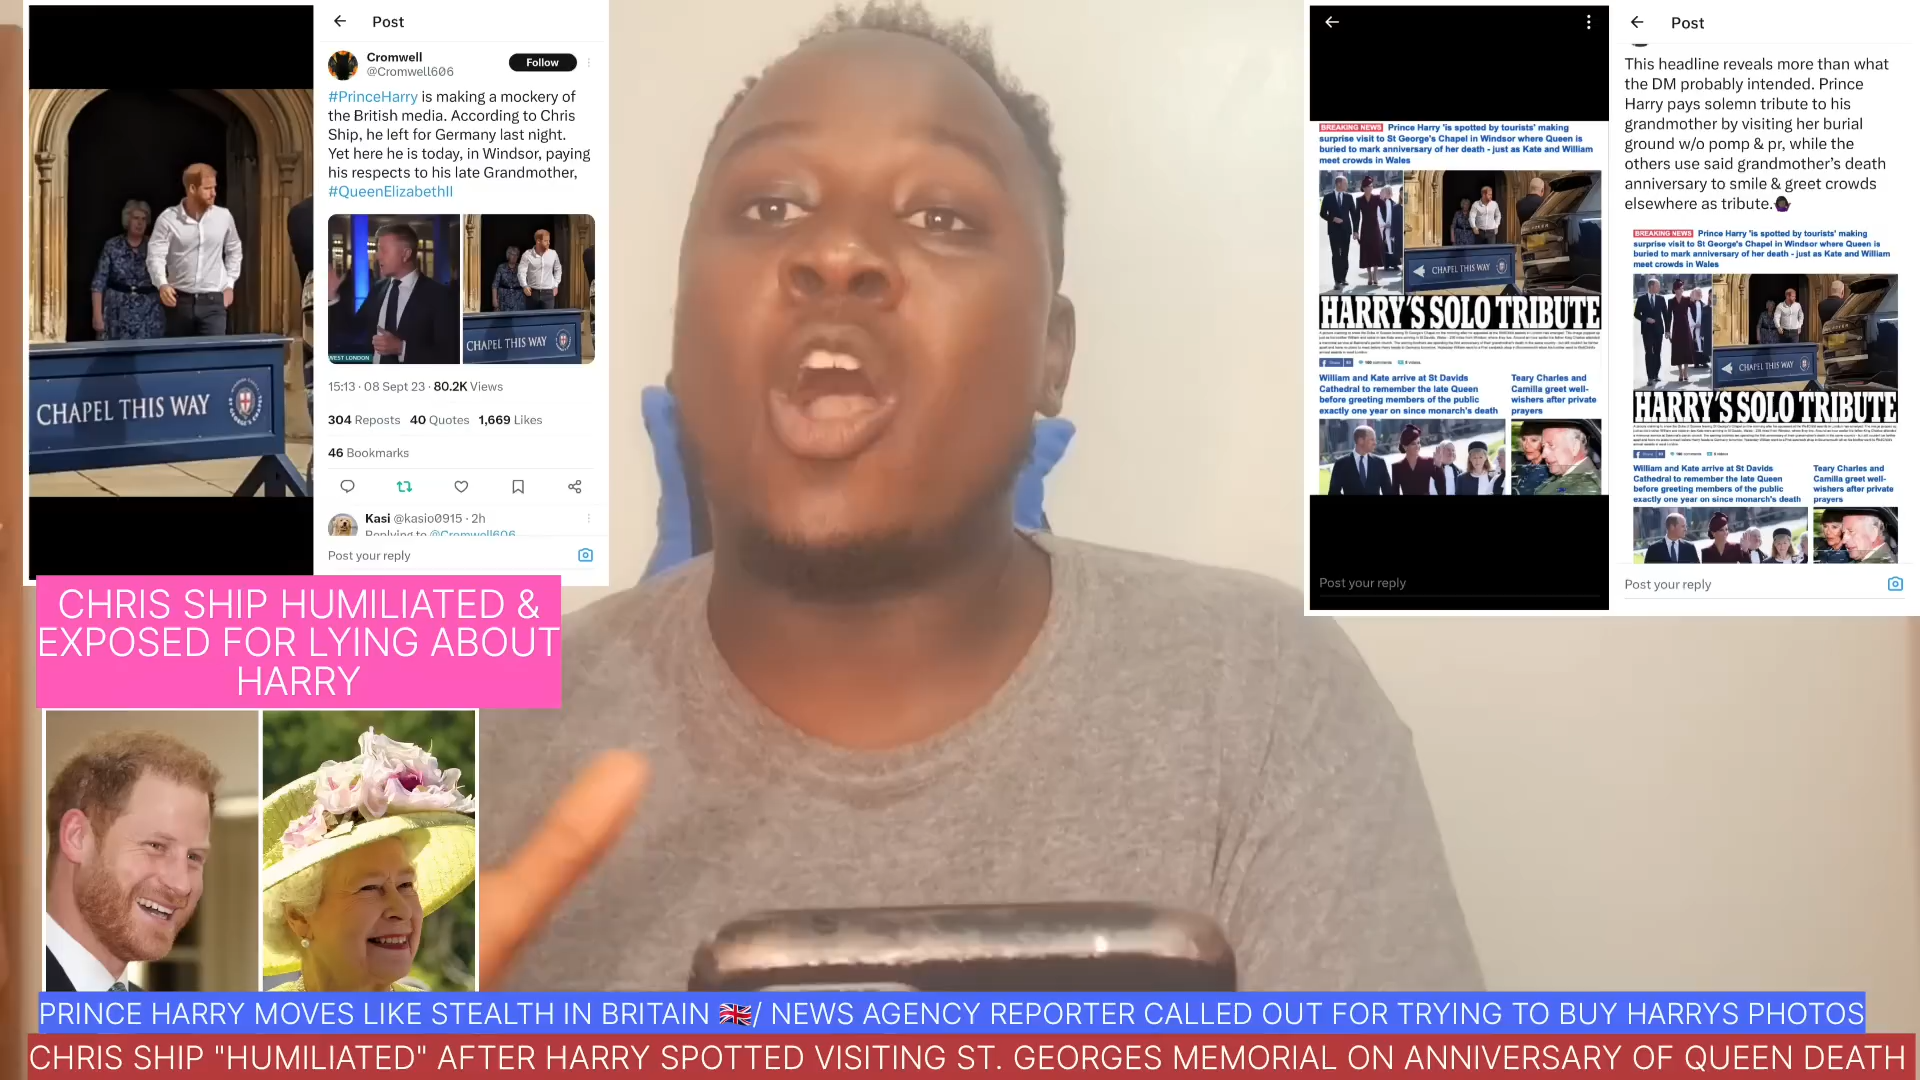 Post
Cromwell
@Cromwell606
Follow
#PrinceHarry is making a mockery of
the British media. According to Chris
Ship, he left for Germany last night.
Yet here he is today, in Windsor, paying
his respects to his late Grandmother,
#QueenElizabethII
WEST LONDON
CHAPEL THIS WAY
15:13 · 08 Sept 23 · 80.2K Views
304 Reposts 40 Quotes 1,669 Likes
46 Bookmarks
Kasi @kasio0915 · 2h
Replying to @Cromwell606
Post your reply
CHAPEL THIS WAY
CHRIS SHIP HUMILIATED &
EXPOSED FOR LYING ABOUT
HARRY
BREAKING NEWS Prince Harry 'is spotted by tourists' making
surprise visit to St George's Chapel in Windsor where Queen is
buried to mark anniversary of her death - just as Kate and William
meet crowds in Wales
CHAPEL THIS WAY
HARRY'S SOLO TRIBUTE
William and Kate arrive at St Davids
Cathedral to remember the late Queen
before greeting members of the public
exactly one year on since monarch's death
Teary Charles and
Camilla greet well-
wishers after private
prayers
Post your reply
Post
This headline reveals more than what
the DM probably intended. Prince
Harry pays solemn tribute to his
grandmother by visiting her burial
ground w/o pomp & pr, while the
others use said grandmother's death
anniversary to smile & greet crowds
elsewhere as tribute.
BREAKING NEWS Prince Harry 'is spotted by tourists' making
surprise visit to St George's Chapel in Windsor where Queen is
buried to mark anniversary of her death - just as Kate and William
meet crowds in Wales
CHAPEL THIS WAY
HARRY'S SOLO TRIBUTE
William and Kate arrive at St Davids
Cathedral to remember the late Queen
before greeting members of the public
exactly one year on since monarch's death
Teary Charles and
Camilla greet well-
wishers after private
prayers
Post your reply
PRINCE HARRY MOVES LIKE STEALTH IN BRITAIN 🇬🇧/ NEWS AGENCY REPORTER CALLED OUT FOR TRYING TO BUY HARRYS PHOTOS
CHRIS SHIP "HUMILIATED" AFTER HARRY SPOTTED VISITING ST. GEORGES MEMORIAL ON ANNIVERSARY OF QUEEN DEATH